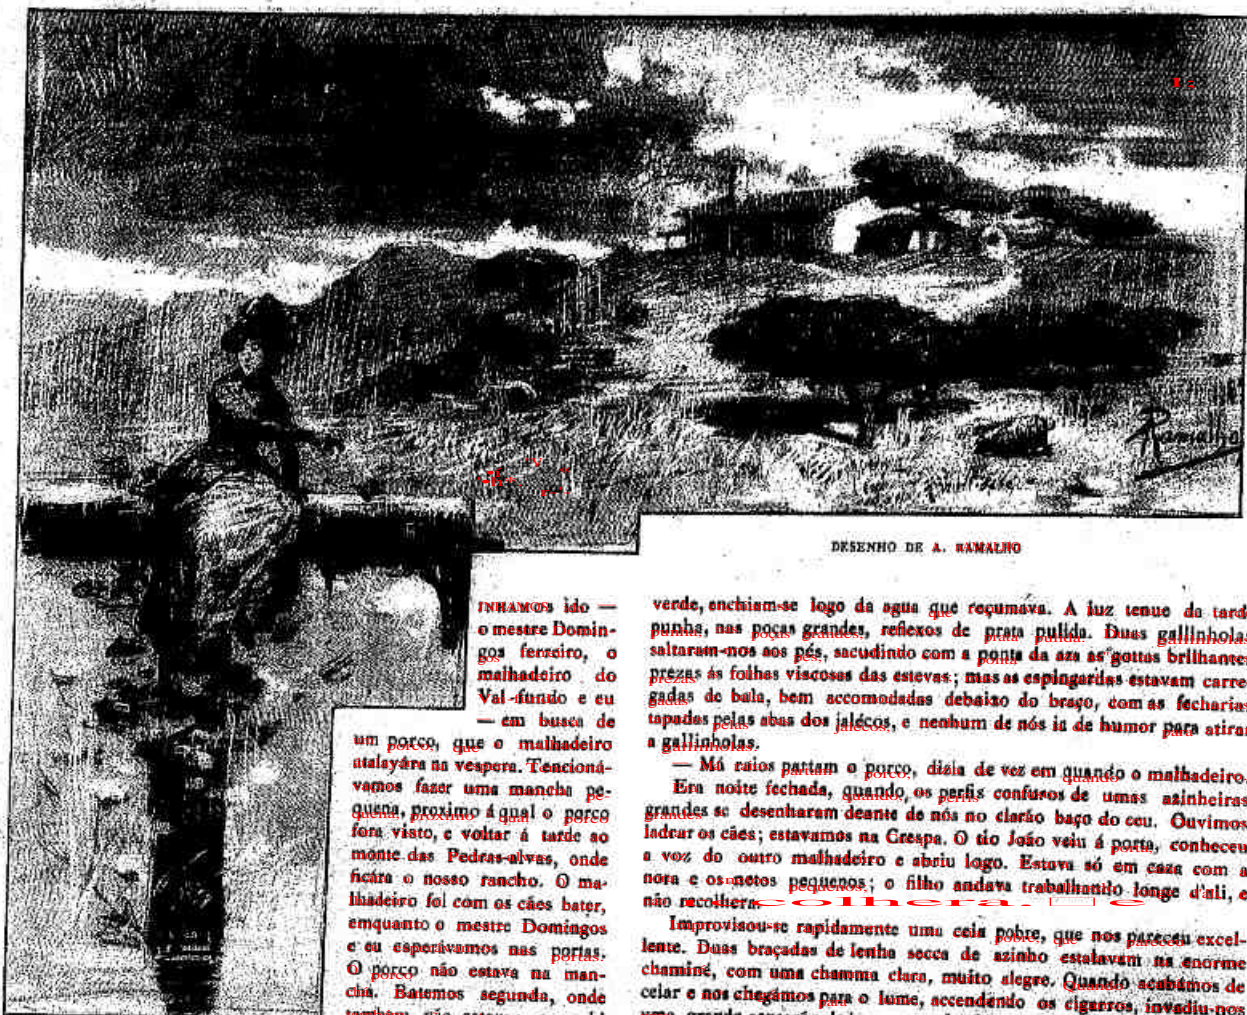 Ramalho
DESENHO DE A. RAMALHO
INHAMOS ido —
o mestre Domin-
gos ferreiro, o
malhadeiro do
Val-fundo e eu
— em busca de
um porco, que o malhadeiro
atalayára na vespera. Tencioná-
vamos fazer uma mancha pe-
quena, proximo á qual o porco
fora visto, e voltar á tarde ao
monte das Pedras-alvas, onde
ficára o nosso rancho. O ma-
lhadeiro foi com os cães bater,
emquanto o mestre Domingos
e eu esperavamos nas portas.
O porco não estava na man-
cha. Batemos segunda, onde
verde, enchiam-se logo da agua que reçumava. A luz tenue da tard
punha, nas poças grandes, reflexos de prata pulida. Duas gallinholas
saltaram-nos aos pés, sacudindo com a ponta da aza as gottas brilhantes
prezas ás folhas viscosas das estevas; mas as espingardas estavam carre-
gadas de bala, bem accomodadas debaixo do braço, com as fecharias
tapadas pelas abas dos jalécos, e nenhum de nós ia de humor para atirar
a gallinholas.
— Má raios partam o porco, dizia de vez em quando o malhadeiro.
Era noite fechada, quando os perfis confusos de umas azinheiras
grandes se desenharam deante de nós no clarão baço do ceu. Ouvimos
ladrar os cães; estavamos na Crespa. O tio João veiu á porta, conheceu
a voz do outro malhadeiro e abriu logo. Estava só em caza com a
nora e os netos pequenos; o filho andava trabalhando longe d'ali, e
não recolhera.
Improvisou-se rapidamente uma ceia pobre, que nos pareceu excel-
lente. Duas braçadas de lenha secca de azinho estalavam na enorme
chaminé, com uma chamma clara, muito alegre. Quando acabámos de
ceiar e nos chegámos para o lume, accendendo os cigarros, invadiu-nos